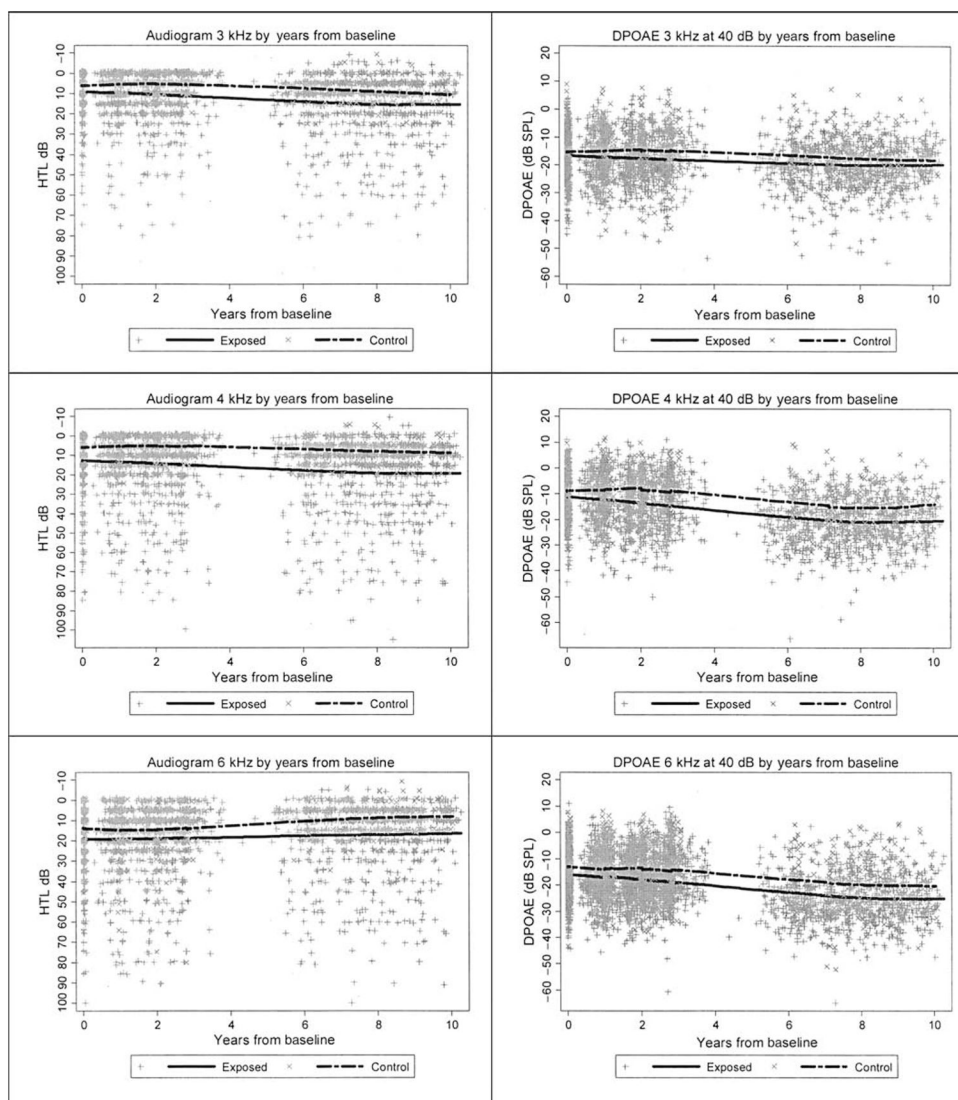 Audiogram 3 kHz by years from baseline
HTL dB
-10
0
10
20
30
40
50
60
70
80
90
100
0 2 4 6 8 10
Years from baseline
+ Exposed × Control
DPOAE 3 kHz at 40 dB by years from baseline
DPOAE (dB SPL)
20
10
0
-10
-20
-30
-40
-50
-60
0 2 4 6 8 10
Years from baseline
+ Exposed × Control
Audiogram 4 kHz by years from baseline
HTL dB
-10
0
10
20
30
40
50
60
70
80
90
100
0 2 4 6 8 10
Years from baseline
+ Exposed × Control
DPOAE 4 kHz at 40 dB by years from baseline
DPOAE (dB SPL)
20
10
0
-10
-20
-30
-40
-50
-60
0 2 4 6 8 10
Years from baseline
+ Exposed × Control
Audiogram 6 kHz by years from baseline
HTL dB
-10
0
10
20
30
40
50
60
70
80
90
100
0 2 4 6 8 10
Years from baseline
+ Exposed × Control
DPOAE 6 kHz at 40 dB by years from baseline
DPOAE (dB SPL)
20
10
0
-10
-20
-30
-40
-50
-60
0 2 4 6 8 10
Years from baseline
+ Exposed × Control